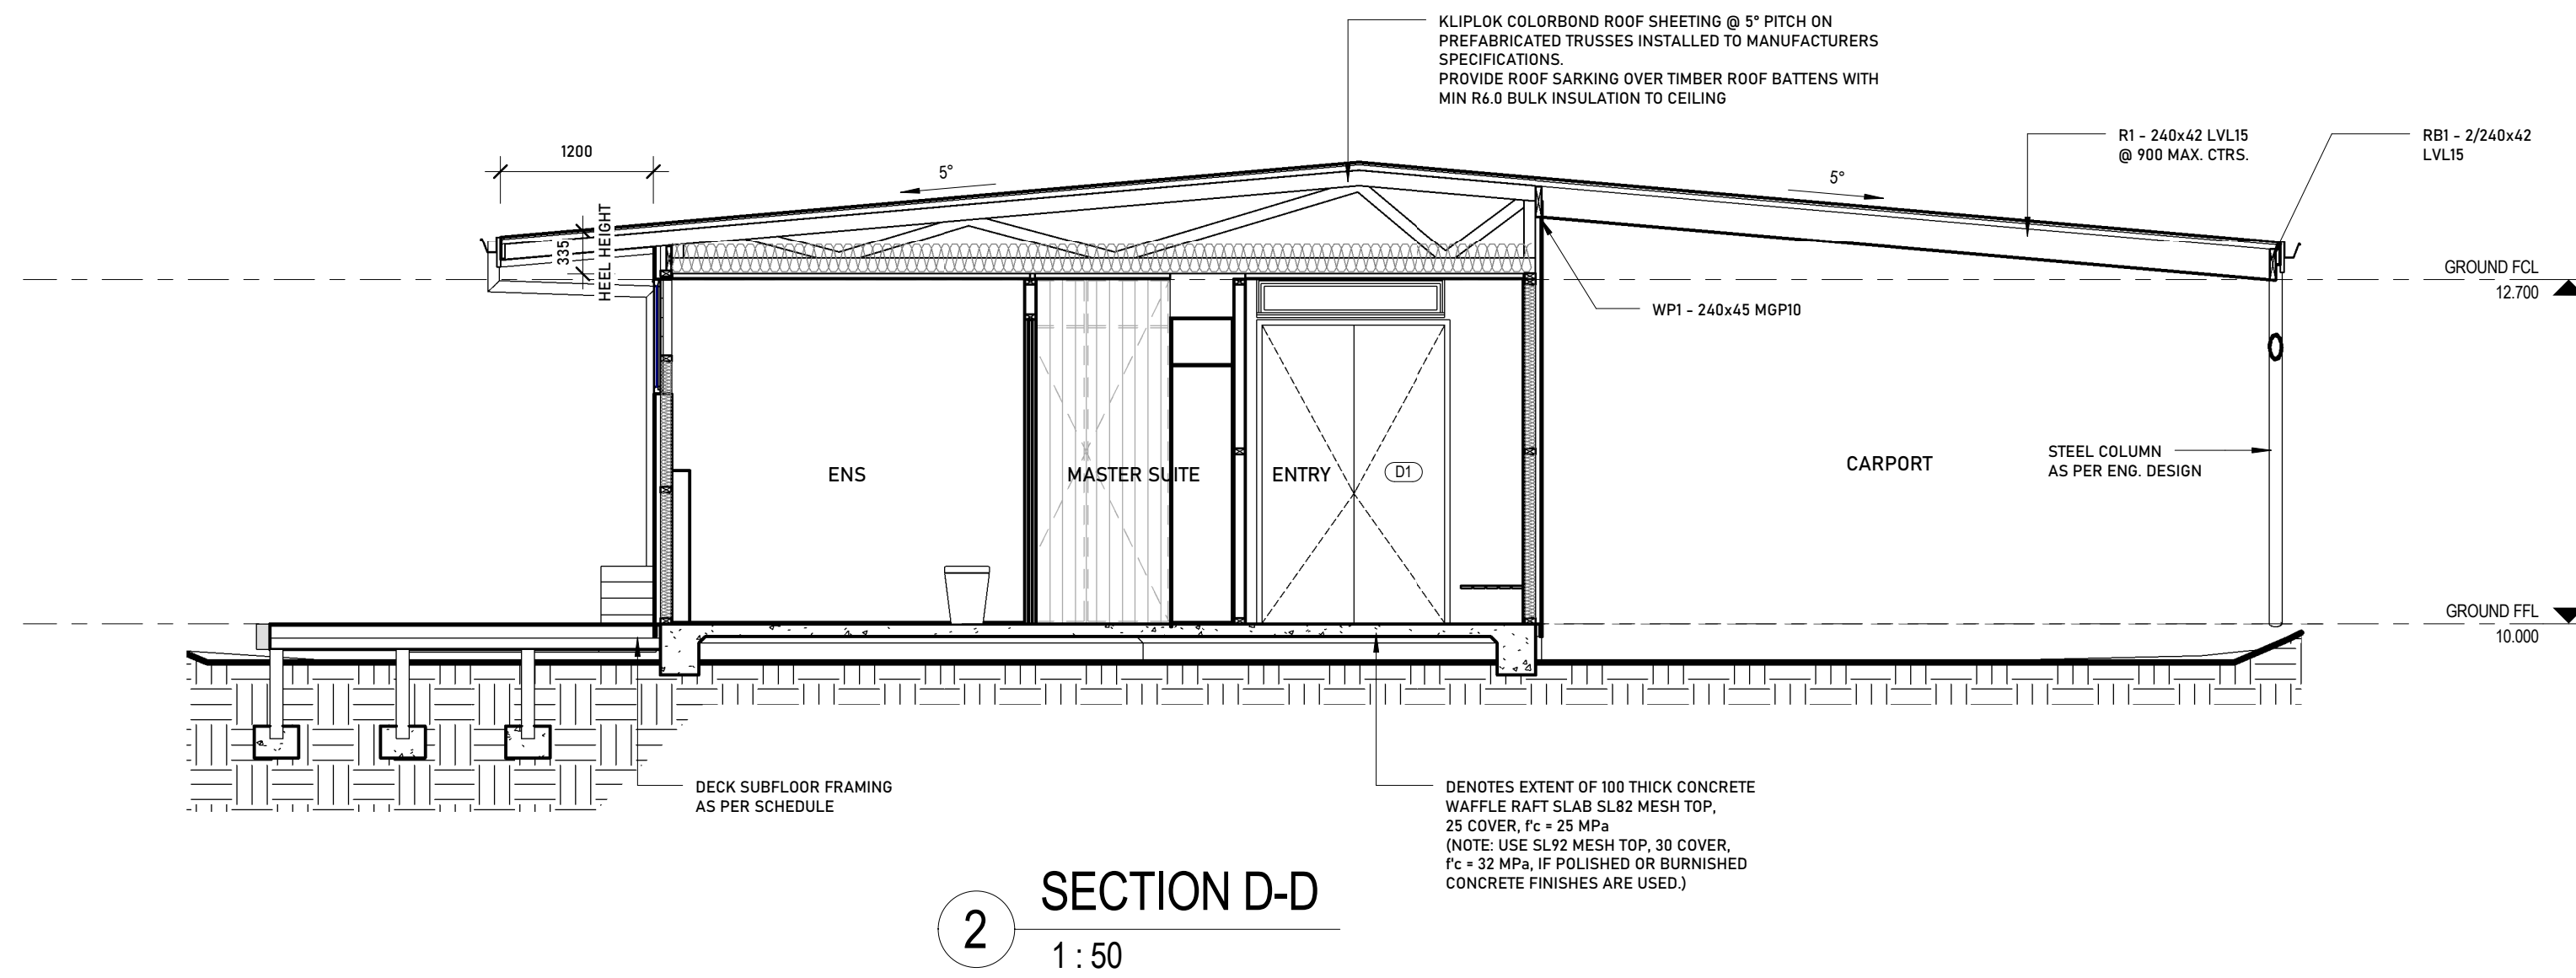 KLIPLOK COLORBOND ROOF SHEETING @ 5° PITCH ON
PREFABRICATED TRUSSES INSTALLED TO MANUFACTURERS
SPECIFICATIONS.
PROVIDE ROOF SARKING OVER TIMBER ROOF BATTENS WITH
MIN R6.0 BULK INSULATION TO CEILING
R1 - 240x42 LVL15
@ 900 MAX. CTRS.
RB1 - 2/240x42
LVL15
1200
5°
5°
335
HEEL HEIGHT
GROUND FCL
12.700
WP1 - 240x45 MGP10
ENS
MASTER SUITE
ENTRY
D1
CARPORT
STEEL COLUMN
AS PER ENG. DESIGN
GROUND FFL
10.000
DECK SUBFLOOR FRAMING
AS PER SCHEDULE
DENOTES EXTENT OF 100 THICK CONCRETE
WAFFLE RAFT SLAB SL82 MESH TOP,
25 COVER, f'c = 25 MPa
(NOTE: USE SL92 MESH TOP, 30 COVER,
f'c = 32 MPa, IF POLISHED OR BURNISHED
CONCRETE FINISHES ARE USED.)
2
SECTION D-D
1 : 50